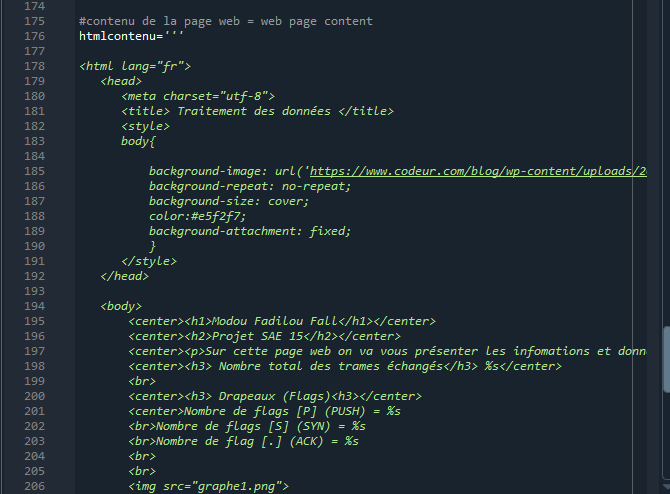 174
175 #contenu de la page web = web page content
176 htmlcontenu='''
177
178 <html lang="fr">
179 <head>
180 <meta charset="utf-8">
181 <title> Traitement des données </title>
182 <style>
183 body{
184
185 background-image: url('https://www.codeur.com/blog/wp-content/uploads/2
186 background-repeat: no-repeat;
187 background-size: cover;
188 color:#e5f2f7;
189 background-attachment: fixed;
190 }
191 </style>
192 </head>
193
194 <body>
195 <center><h1>Modou Fadilou Fall</h1></center>
196 <center><h2>Projet SAE 15</h2></center>
197 <center><p>Sur cette page web on va vous présenter les infomations et donn
198 <center><h3> Nombre total des trames échangés</h3> %s</center>
199 <br>
200 <center><h3> Drapeaux (Flags)<h3></center>
201 <center>Nombre de flags [P] (PUSH) = %s
202 <br>Nombre de flags [S] (SYN) = %s
203 <br>Nombre de flag [.] (ACK) = %s
204 <br>
205 <br>
206 <img src="graphe1.png">